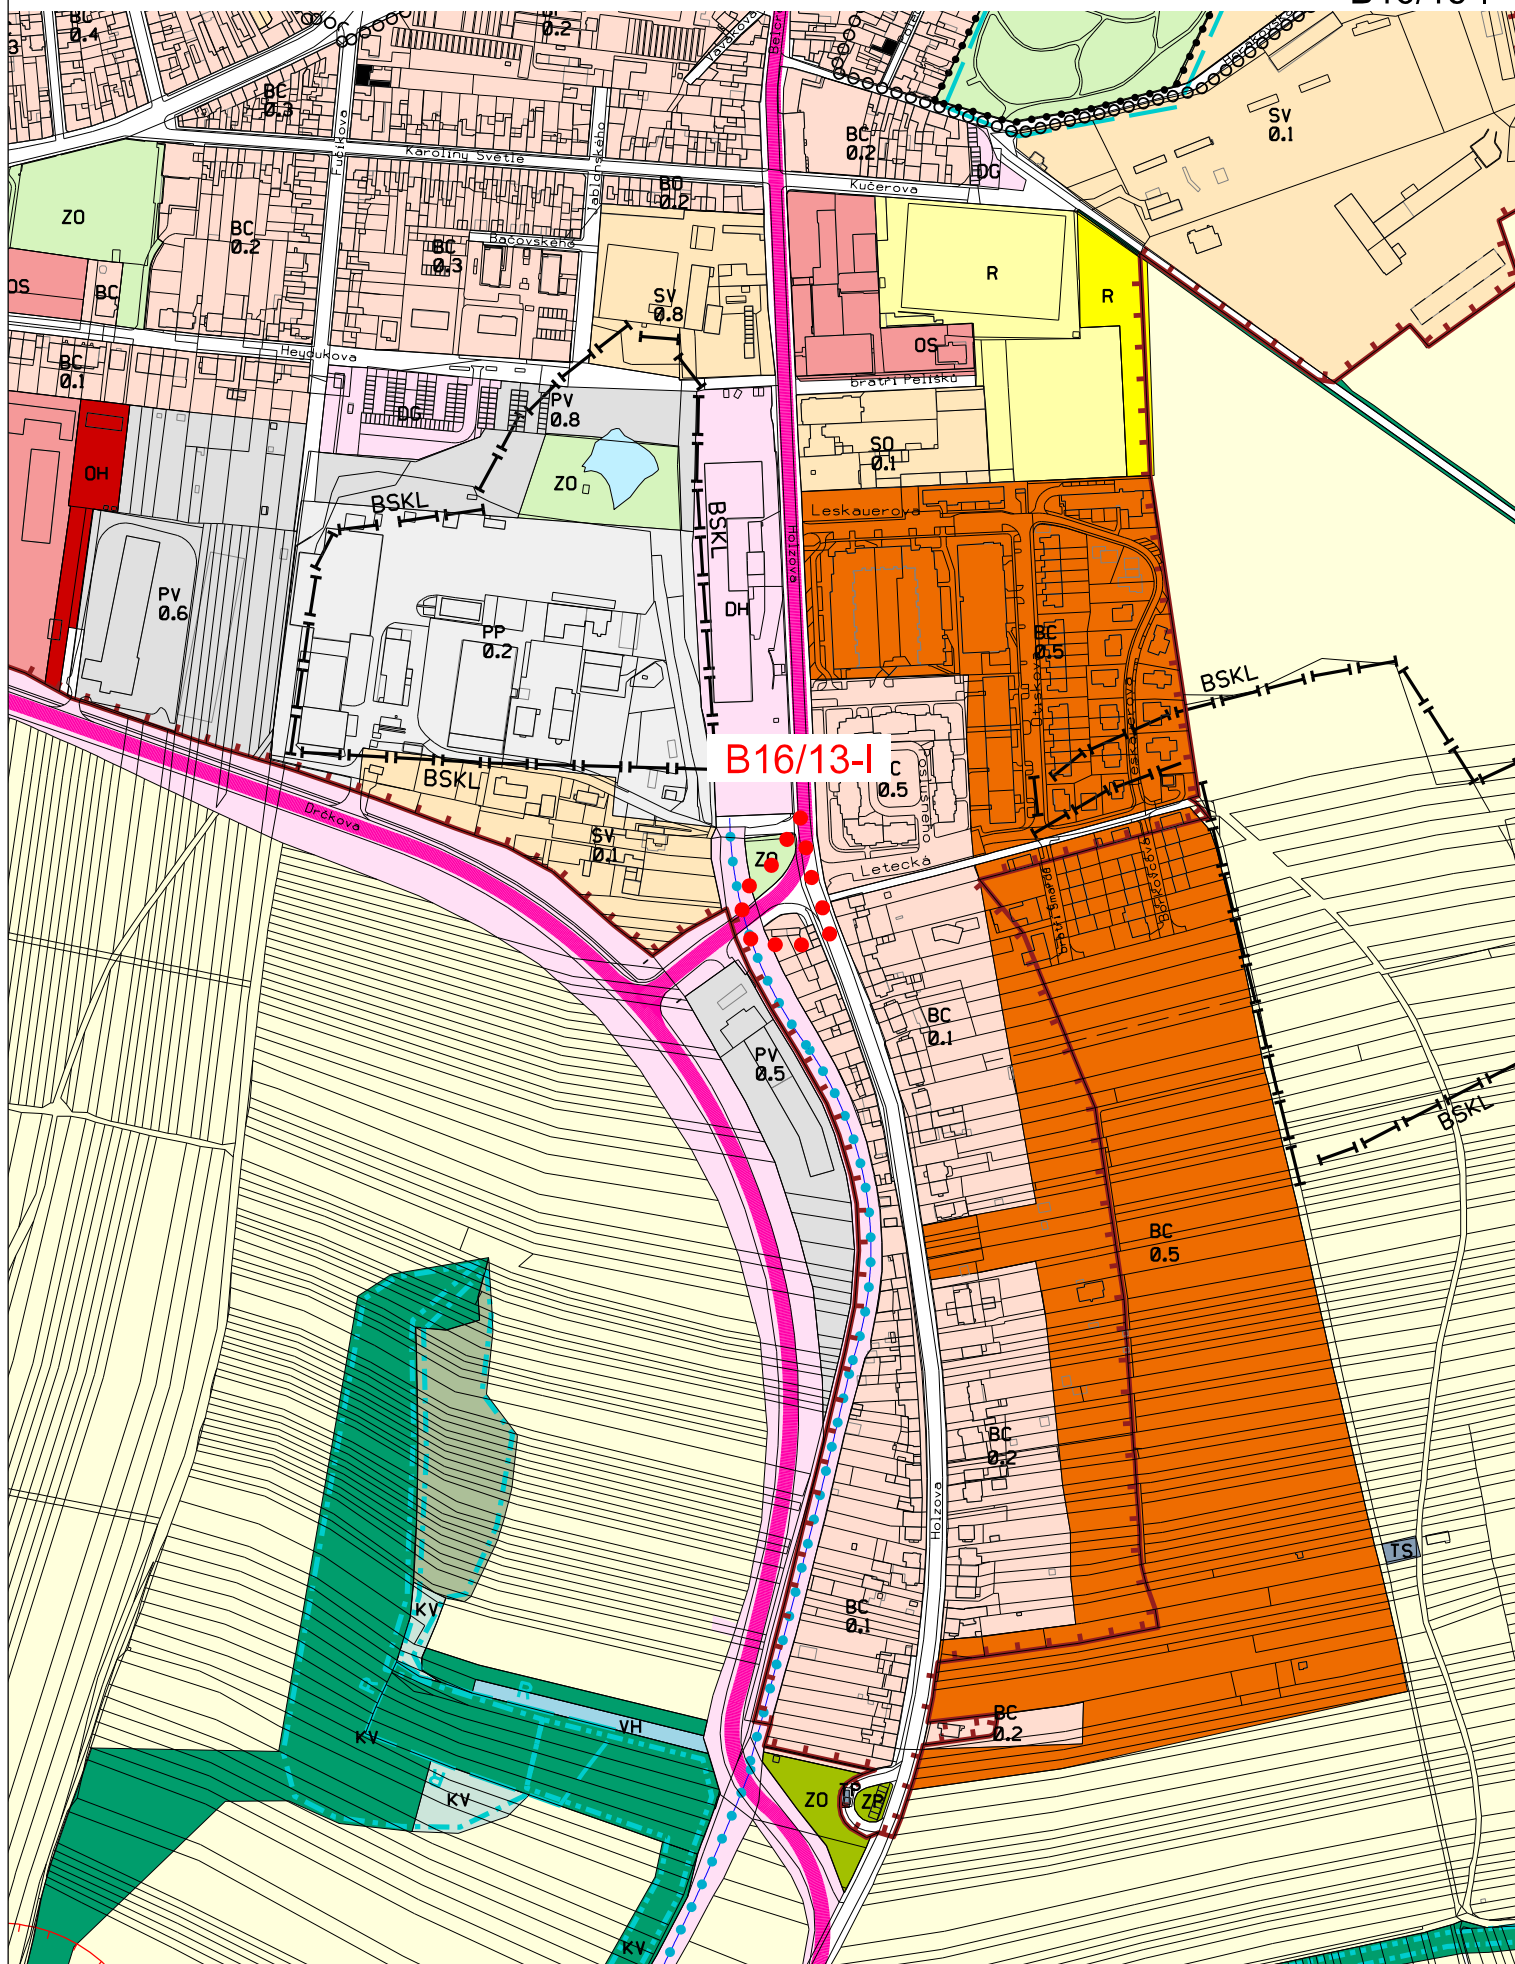 BC
0.4
0.2
Vavákova
BC
0.3
Fučíkova
Karoliny Světlé
Jablonského
BO
0.2
BC
0.2
Kučerova
DG
SV
0.1
ZO
BC
0.2
BC
0.3
Bačovského
SV
0.8
R
R
OS
BC
OS
Heydukova
bratří Pelíšků
BC
0.1
DG
PV
0.8
SO
0.1
OH
ZO
BSKL
BSKL
Leskauerova
Holzova
PV
0.6
PP
0.2
DH
BC
0.5
BSKL
Leskauerova
B16/13-I
0.5
BSKL
Drčkova
SV
0.1
ZO
Letecká
BC
0.1
PV
0.5
BSKL
BC
0.5
BC
0.2
Holzova
TS
KV
BC
0.1
R
VH
KV
R
KV
BC
0.2
ZO
TP
ZP
KV